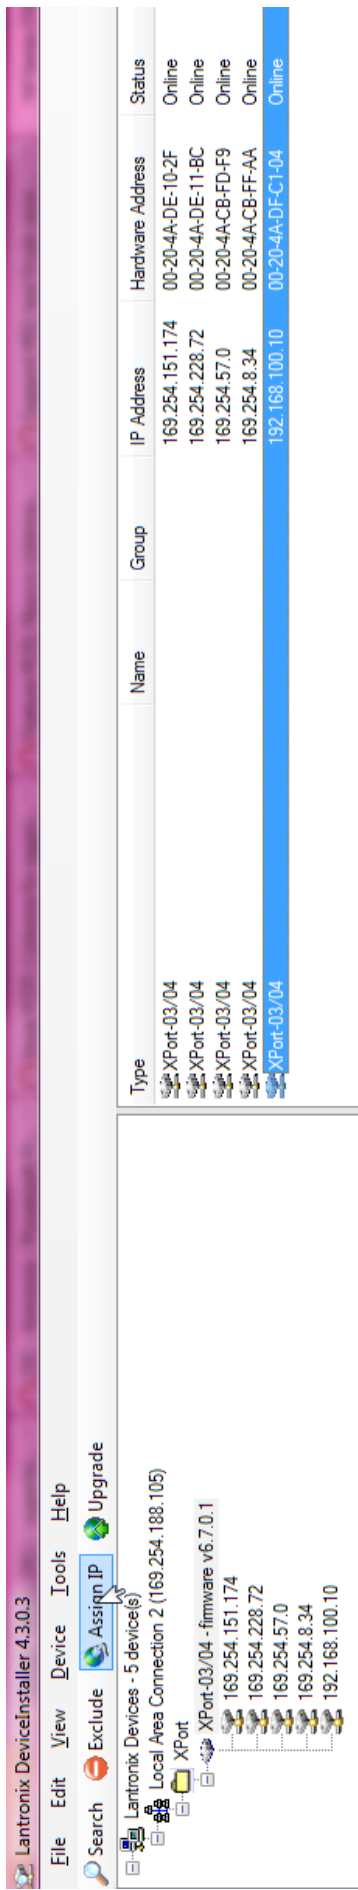 Lantronix DeviceInstaller 4.3.0.3
File Edit View Device Tools Help
Search Exclude Assign IP Upgrade
Lantronix Devices - 5 device(s)
Local Area Connection 2 (169.254.188.105)
XPort
XPort-03/04 - firmware v6.7.0.1
169.254.151.174
169.254.228.72
169.254.57.0
169.254.8.34
192.168.100.10
Type Name Group IP Address Hardware Address Status
XPort-03/04 169.254.151.174 00-20-4A-DE-10-2F Online
XPort-03/04 169.254.228.72 00-20-4A-DE-11-BC Online
XPort-03/04 169.254.57.0 00-20-4A-CB-FD-F9 Online
XPort-03/04 169.254.8.34 00-20-4A-CB-FF-AA Online
XPort-03/04 192.168.100.10 00-20-4A-DF-C1-04 Online